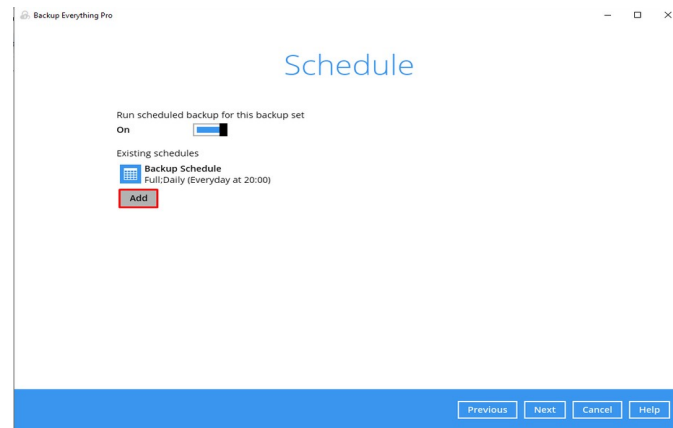 Backup Everything Pro
Schedule
Run scheduled backup for this backup set
On
Existing schedules
Backup Schedule
Full;Daily (Everyday at 20:00)
Add
Previous Next Cancel Help